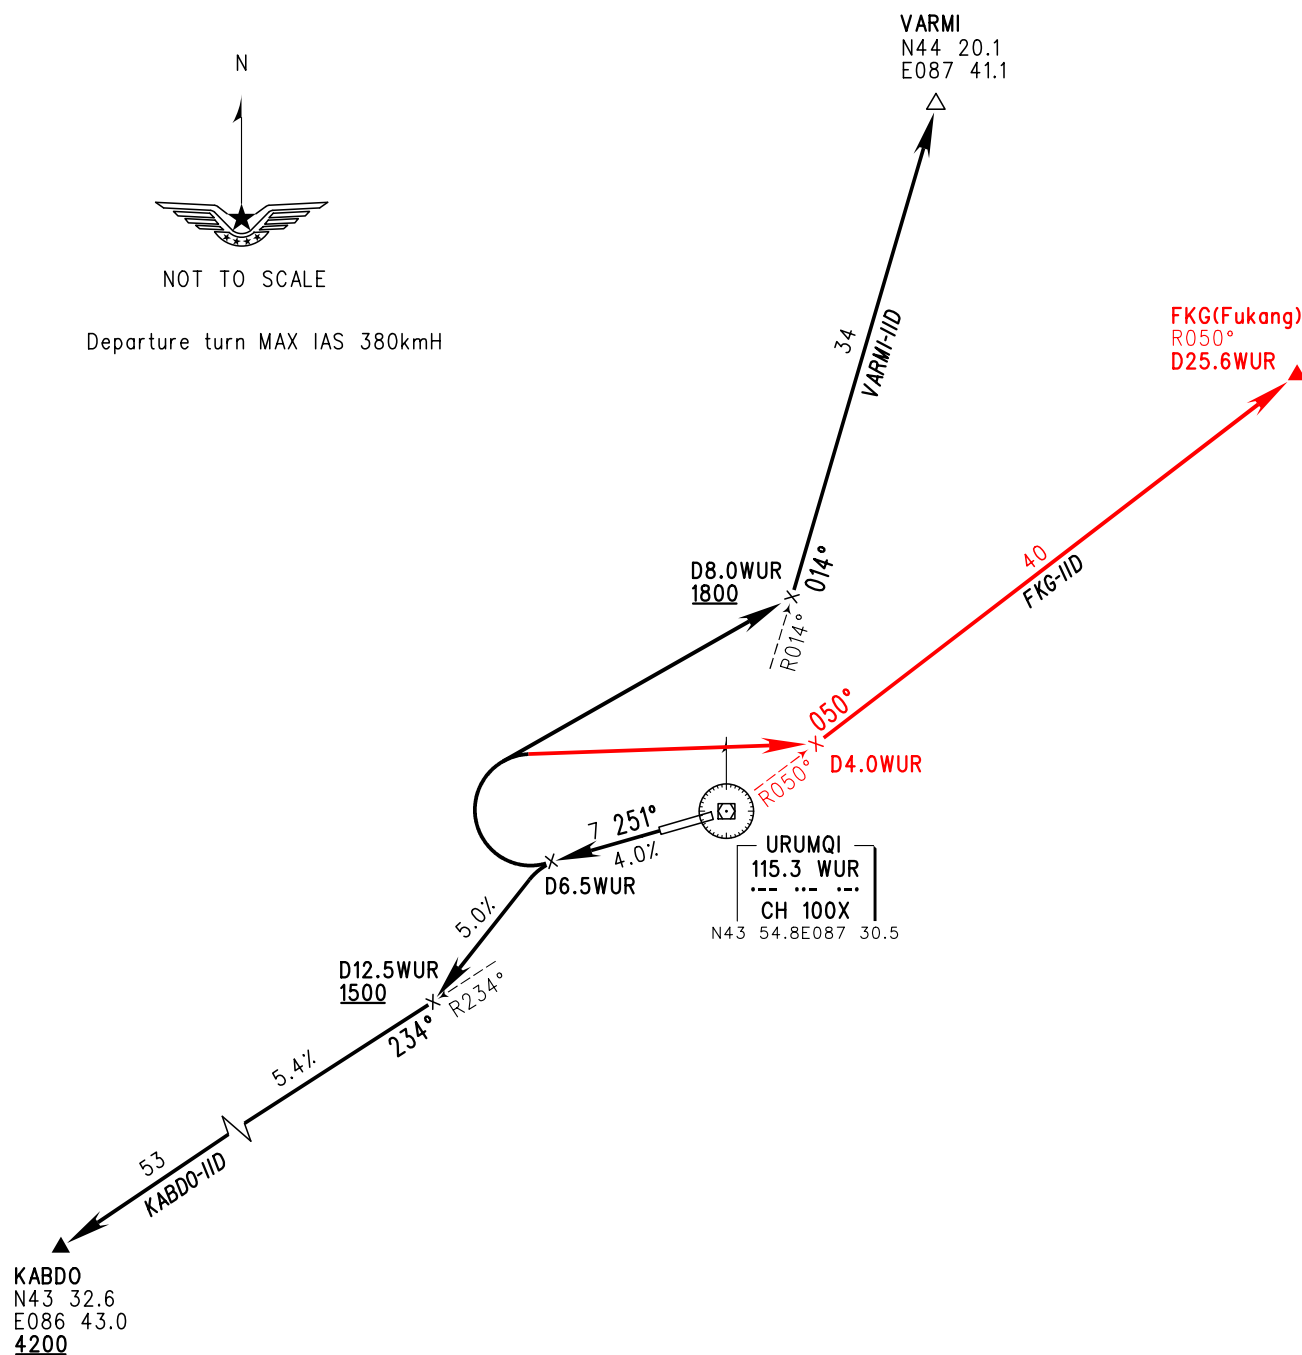 VARMI
N44 20.1
E087 41.1
N
NOT TO SCALE
Departure turn MAX IAS 380kmH
FKG(Fukang)
R050°
D25.6WUR
34
VARMI-IID
40
FKG-IID
D8.0WUR
1800
014°
R014°
050°
D4.0WUR
R050°
7 251°
4.0%
D6.5WUR
URUMQI
115.3 WUR
·−− ··− ·−·
CH 100X
N43 54.8E087 30.5
5.0%
D12.5WUR
1500
R234°
234°
5.4%
53
KABDO-IID
KABDO
N43 32.6
E086 43.0
4200